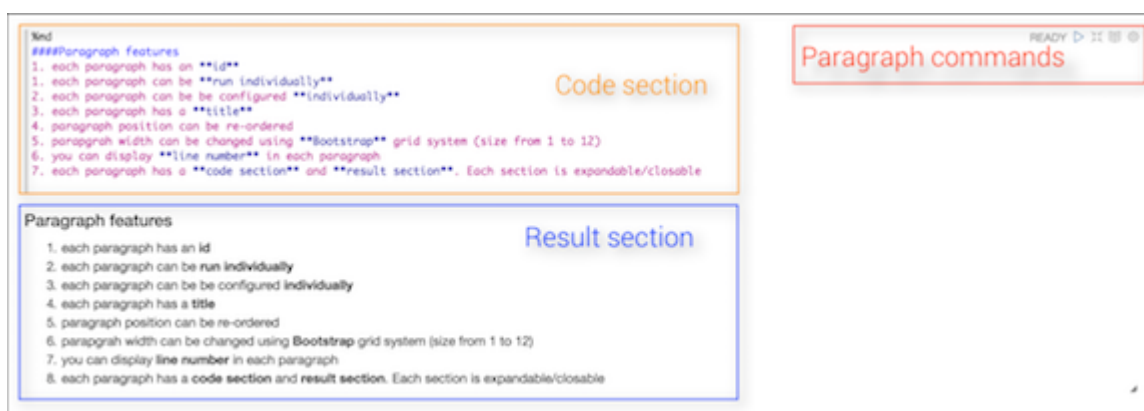 %md
####Paragraph features
1. each paragraph has an **id**
1. each paragraph can be **run individually**
2. each paragraph can be be configured **individually**
3. each paragraph has a **title**
4. paragraph position can be re-ordered
5. parapgrah width can be changed using **Bootstrap** grid system (size from 1 to 12)
6. you can display **line number** in each paragraph
7. each paragraph has a **code section** and **result section**. Each section is expandable/closable
Code section
READY
Paragraph commands
Paragraph features
1. each paragraph has an id
2. each paragraph can be run individually
3. each paragraph can be be configured individually
4. each paragraph has a title
5. paragraph position can be re-ordered
6. parapgrah width can be changed using Bootstrap grid system (size from 1 to 12)
7. you can display line number in each paragraph
8. each paragraph has a code section and result section. Each section is expandable/closable
Result section